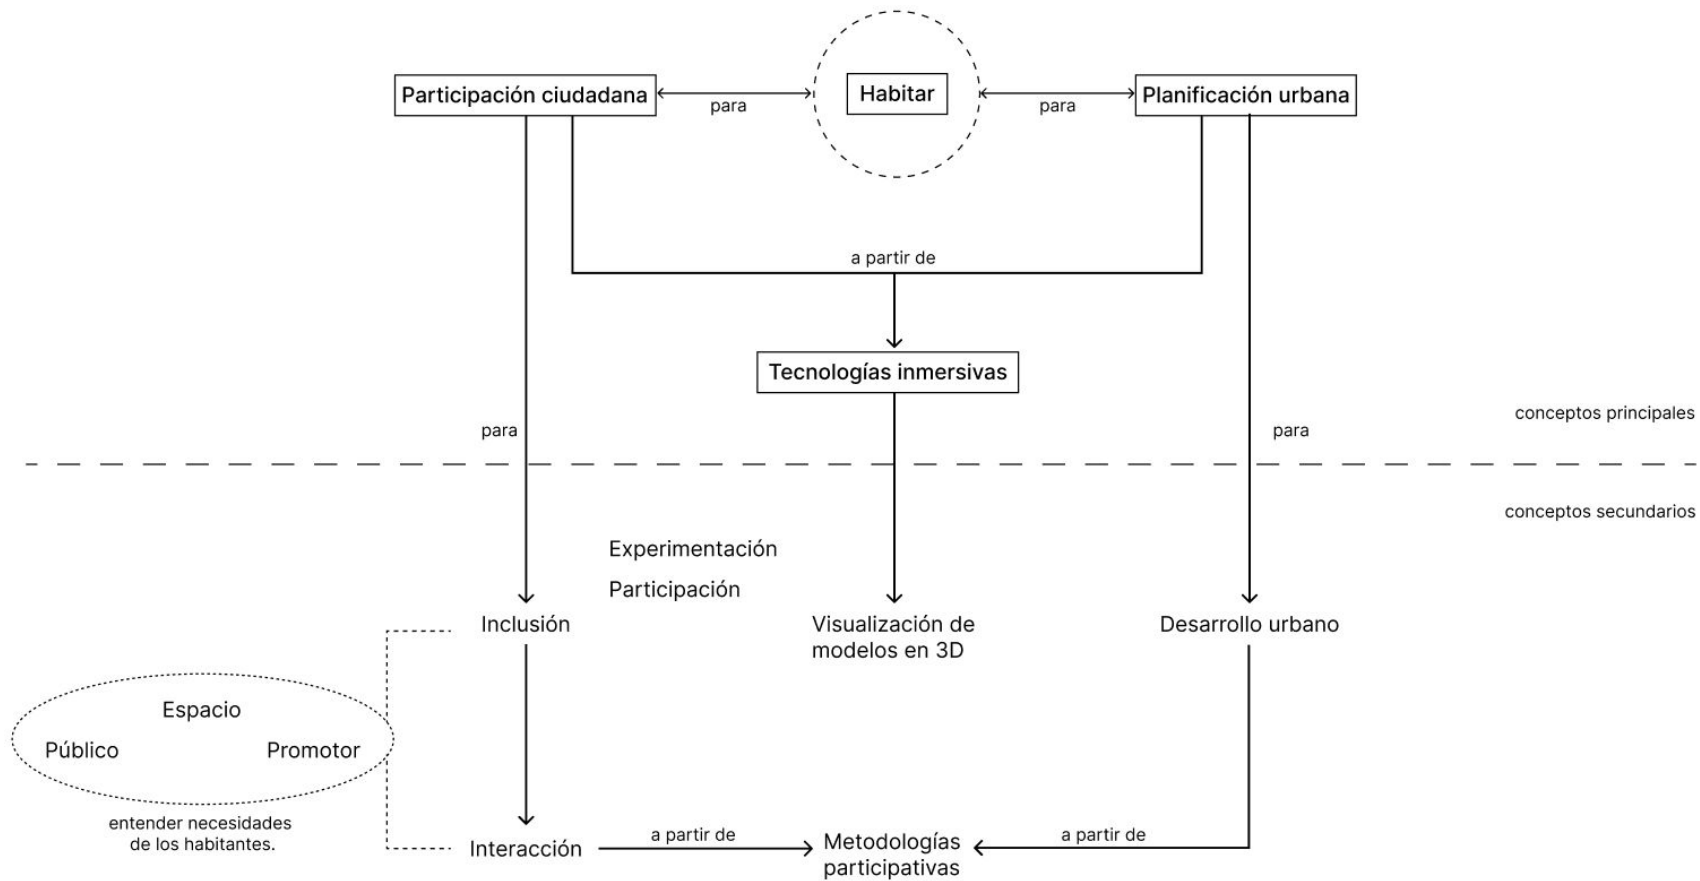 Participación ciudadana
para
Habitar
para
Planificación urbana
a partir de
Tecnologías inmersivas
conceptos principales
para
para
conceptos secundarios
Experimentación
Participación
Inclusión
Visualización de
modelos en 3D
Desarrollo urbano
Espacio
Público
Promotor
entender necesidades
de los habitantes.
Interacción
a partir de
Metodologías
participativas
a partir de